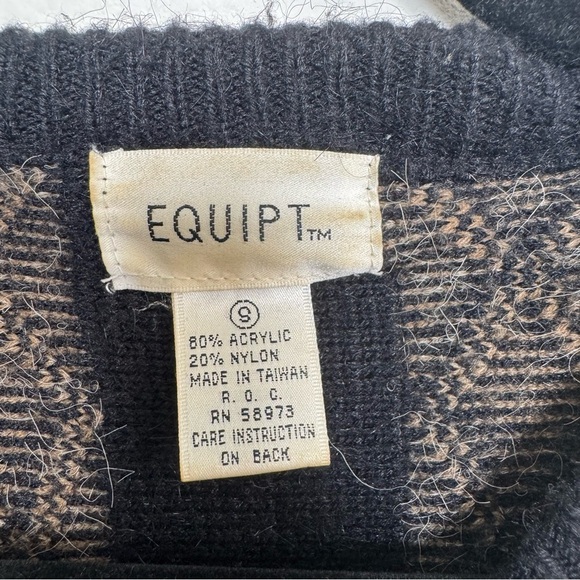 EQUIPT™
S
80% ACRYLIC
20% NYLON
MADE IN TAIWAN
R. O. C.
RN 58973
CARE INSTRUCTION
ON BACK